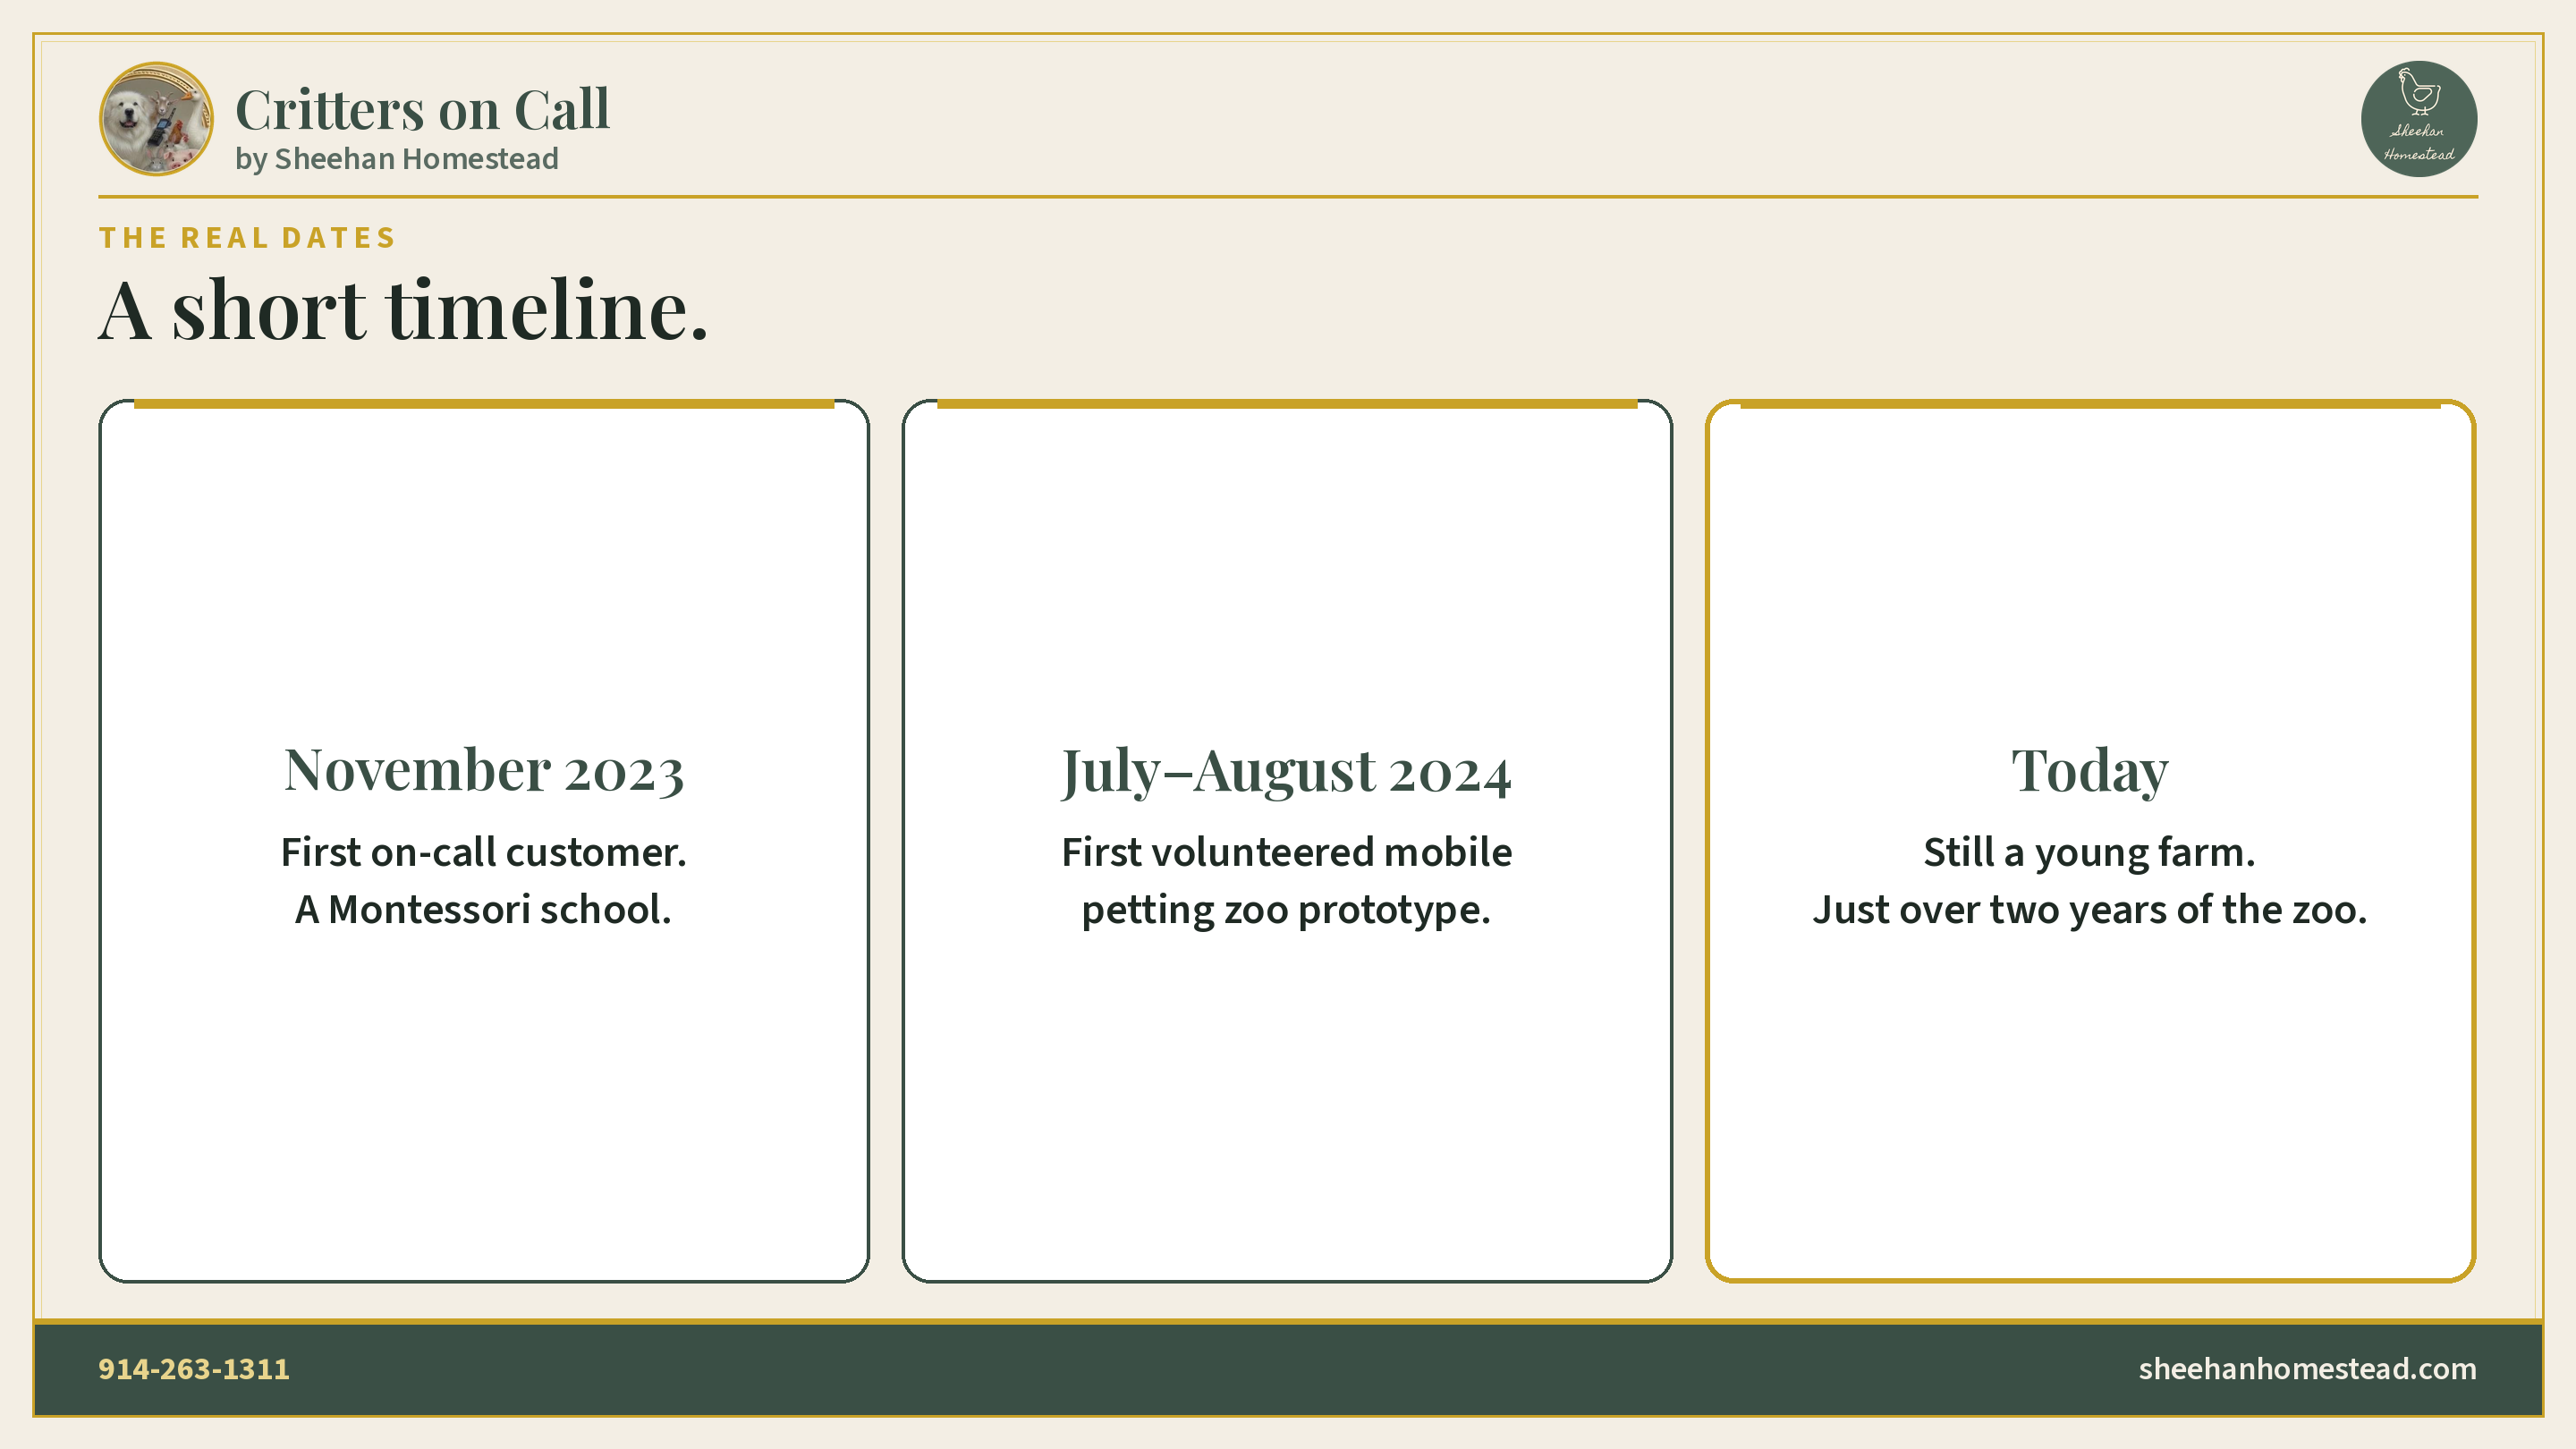 Critters on Call
by Sheehan Homestead
Sheehan
Homestead
THE REAL DATES
A short timeline.
November 2023
First on-call customer.
A Montessori school.
July–August 2024
First volunteered mobile
petting zoo prototype.
Today
Still a young farm.
Just over two years of the zoo.
914-263-1311
sheehanhomestead.com